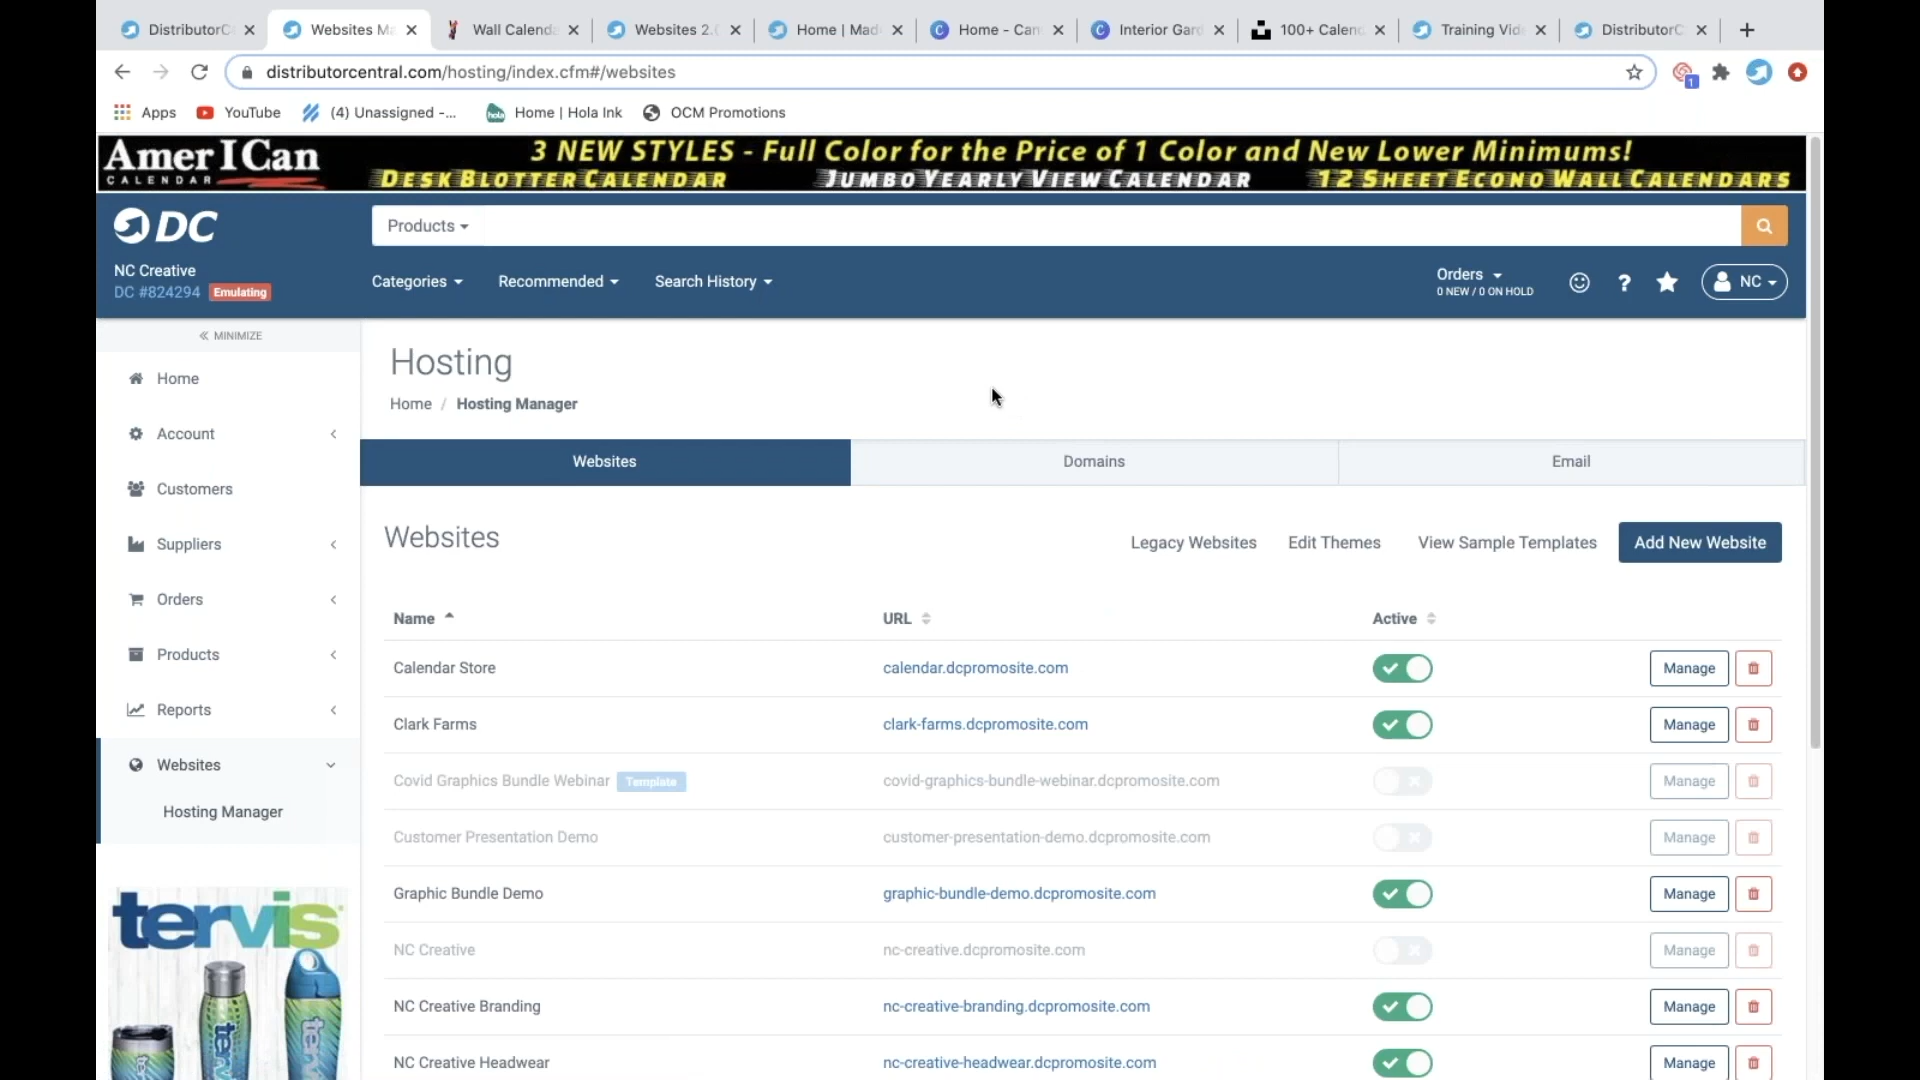 DistributorC
Websites Ma
Wall Calenda
Websites 2.
Home | Mad
Home - Can
Interior Gard
100+ Calen
Training Vid
DistributorC
distributorcentral.com/hosting/index.cfm#/websites
1
Apps
YouTube
(4) Unassigned -...
hola
Home | Hola Ink
OCM Promotions
AmerICan
CALENDAR
3 NEW STYLES - Full Color for the Price of 1 Color and New Lower Minimums!
DESK BLOTTER CALENDAR JUMBO YEARLY VIEW CALENDAR 12 SHEET ECONO WALL CALENDARS
DC
Products
NC Creative
DC #824294 Emulating
Categories
Recommended
Search History
Orders
0 NEW / 0 ON HOLD
?
NC
MINIMIZE
Home
Account
Customers
Suppliers
Orders
Products
Reports
Websites
Hosting Manager
Hosting
Home / Hosting Manager
Websites
Domains
Email
Websites
Legacy Websites
Edit Themes
View Sample Templates
Add New Website
Name
URL
Active
Calendar Store calendar.dcpromosite.com Manage
Clark Farms clark-farms.dcpromosite.com Manage
Covid Graphics Bundle Webinar Template covid-graphics-bundle-webinar.dcpromosite.com Manage
Customer Presentation Demo customer-presentation-demo.dcpromosite.com Manage
Graphic Bundle Demo graphic-bundle-demo.dcpromosite.com Manage
NC Creative nc-creative.dcpromosite.com Manage
NC Creative Branding nc-creative-branding.dcpromosite.com Manage
NC Creative Headwear nc-creative-headwear.dcpromosite.com Manage
tervis
tervis